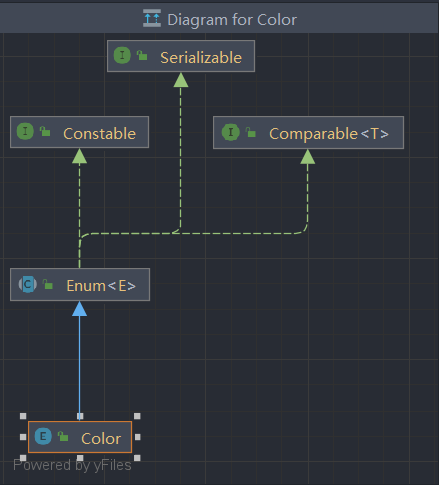 Diagram for Color
I Serializable
I Constable
I Comparable<T>
C Enum<E>
E Color
Powered by yFiles